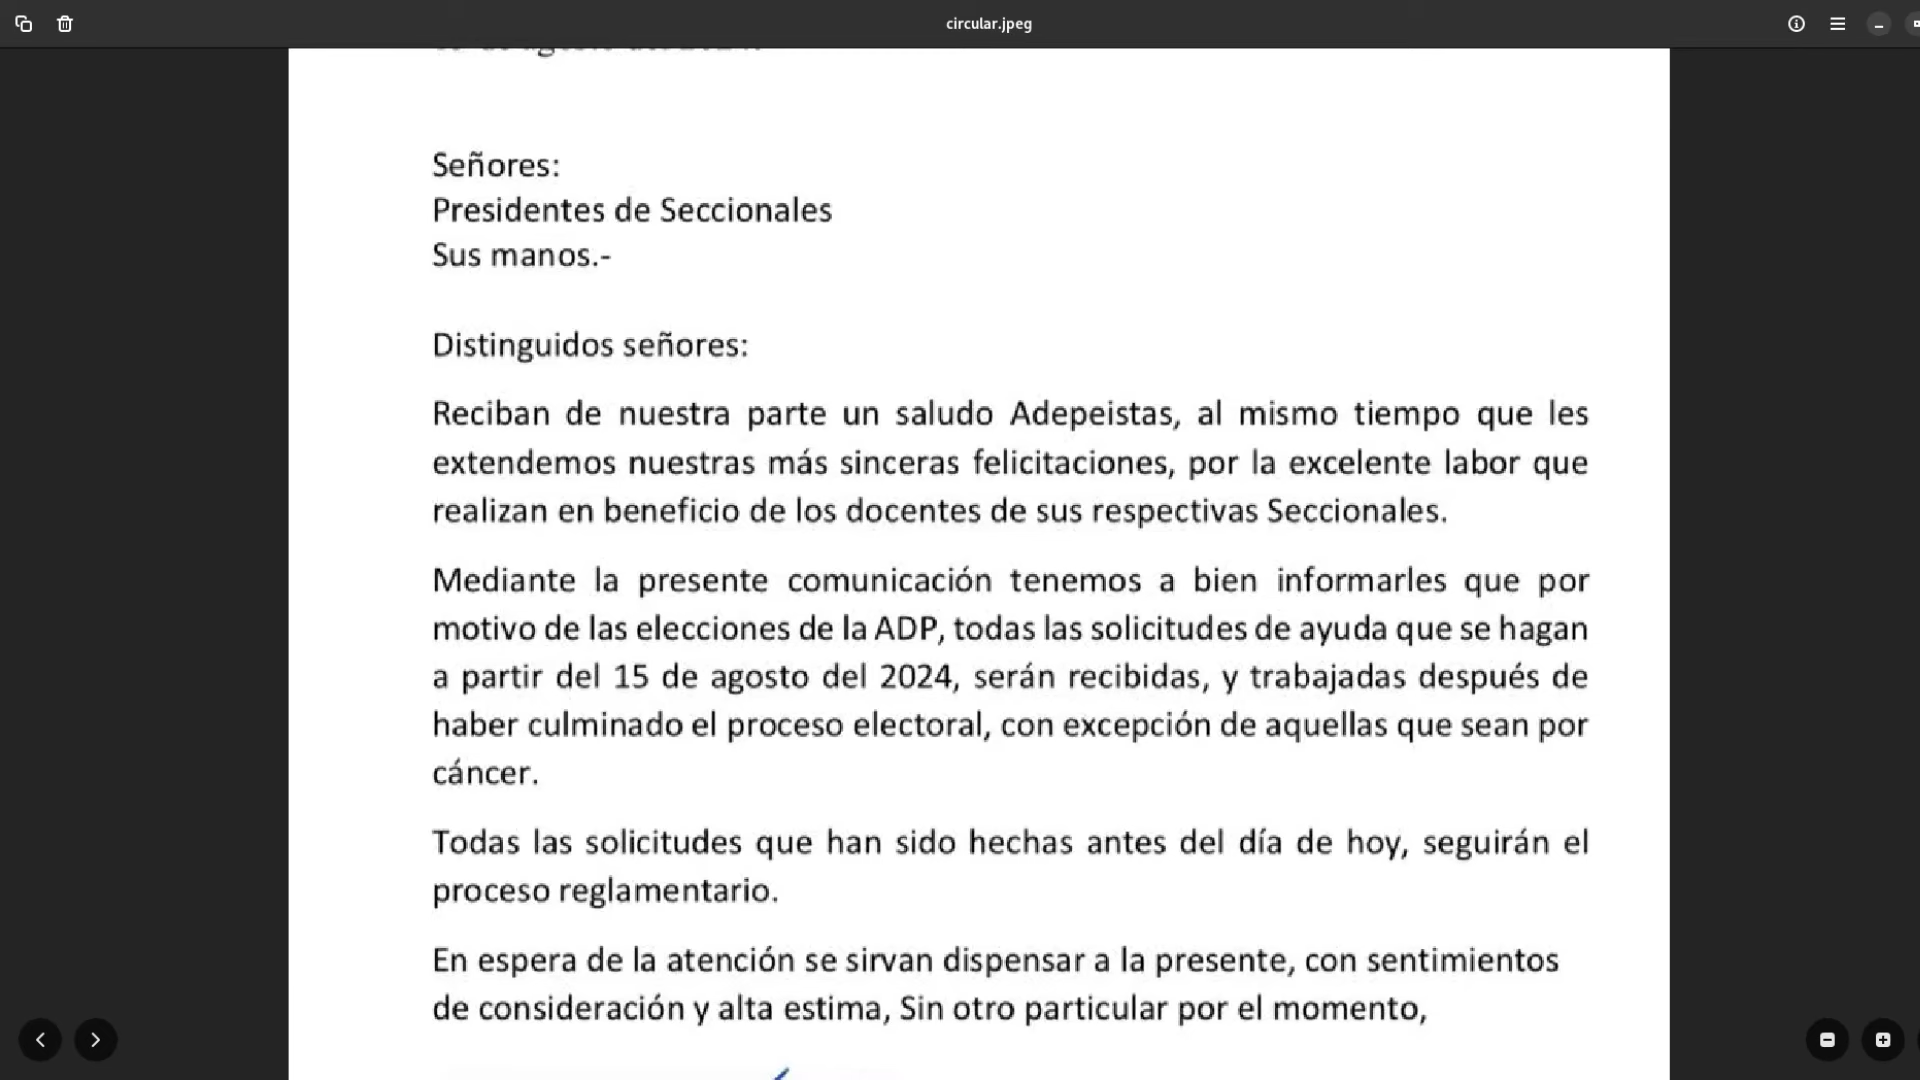 circular.jpeg
Señores:
Presidentes de Seccionales
Sus manos.-
Distinguidos señores:
Reciban de nuestra parte un saludo Adepeistas, al mismo tiempo que les
extendemos nuestras más sinceras felicitaciones, por la excelente labor que
realizan en beneficio de los docentes de sus respectivas Seccionales.
Mediante la presente comunicación tenemos a bien informarles que por
motivo de las elecciones de la ADP, todas las solicitudes de ayuda que se hagan
a partir del 15 de agosto del 2024, serán recibidas, y trabajadas después de
haber culminado el proceso electoral, con excepción de aquellas que sean por
cáncer.
Todas las solicitudes que han sido hechas antes del día de hoy, seguirán el
proceso reglamentario.
En espera de la atención se sirvan dispensar a la presente, con sentimientos
de consideración y alta estima, Sin otro particular por el momento,